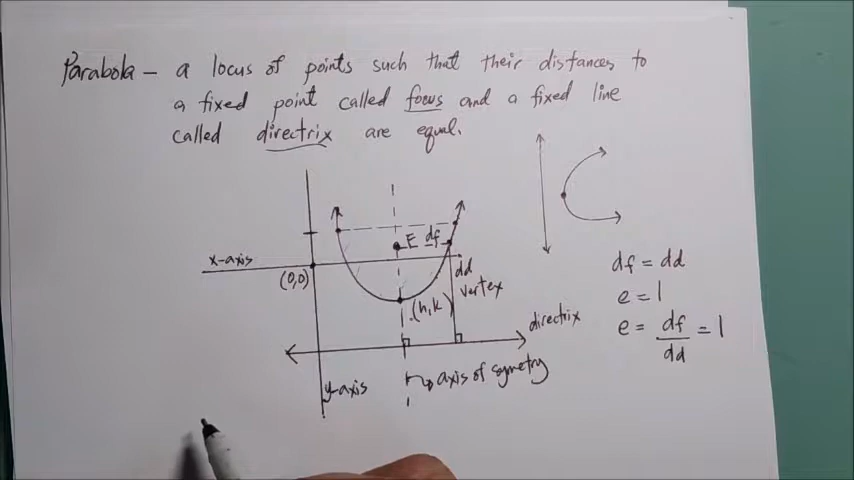 Parabola - a locus of points such that their distances to
a fixed point called focus and a fixed line
called directrix are equal.
x-axis
(0,0)
df
dd
vertex
(h,k)
directrix
y-axis
axis of symetry
df = dd
e = 1
e = df/dd = 1